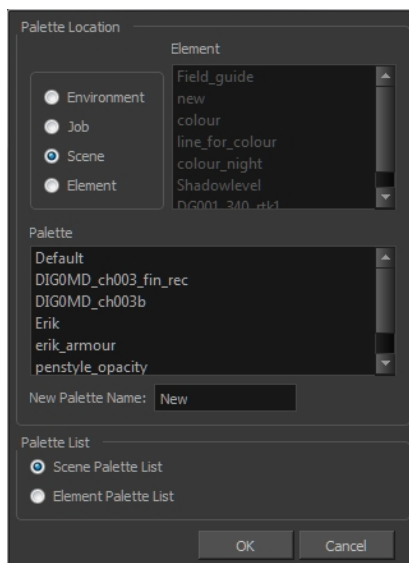 Palette Location
Element
Environment
Job
Scene
Element
Field_guide
new
colour
line_for_colour
colour_night
Shadowlevel
DG001_340_rtk1
Palette
Default
DIG0MD_ch003_fin_rec
DIG0MD_ch003b
Erik
erik_armour
penstyle_opacity
New Palette Name: New
Palette List
Scene Palette List
Element Palette List
OK Cancel